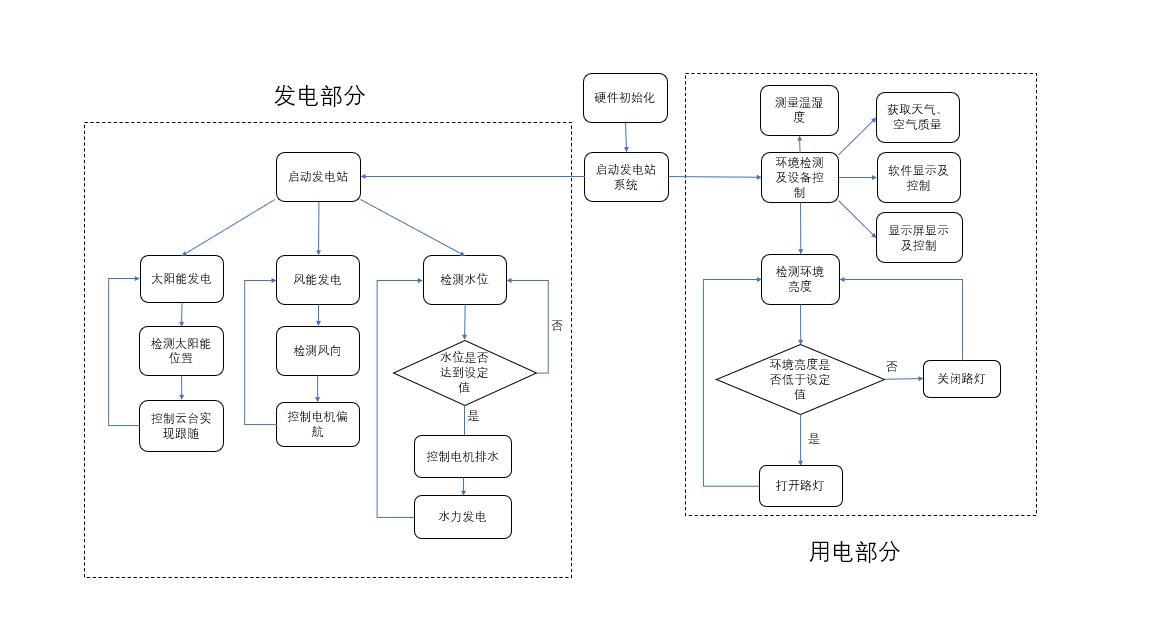 发电部分
硬件初始化
启动发电站
系统
启动发电站
太阳能发电
检测太阳能
位置
控制云台实
现跟随
风能发电
检测风向
控制电机偏
航
检测水位
水位是否
达到设定
值
否
是
控制电机排水
水力发电
测量温湿
度
环境检测
及设备控
制
获取天气、
空气质量
软件显示及
控制
显示屏显示
及控制
检测环境
亮度
环境亮度是
否低于设定
值
否
关闭路灯
是
打开路灯
用电部分